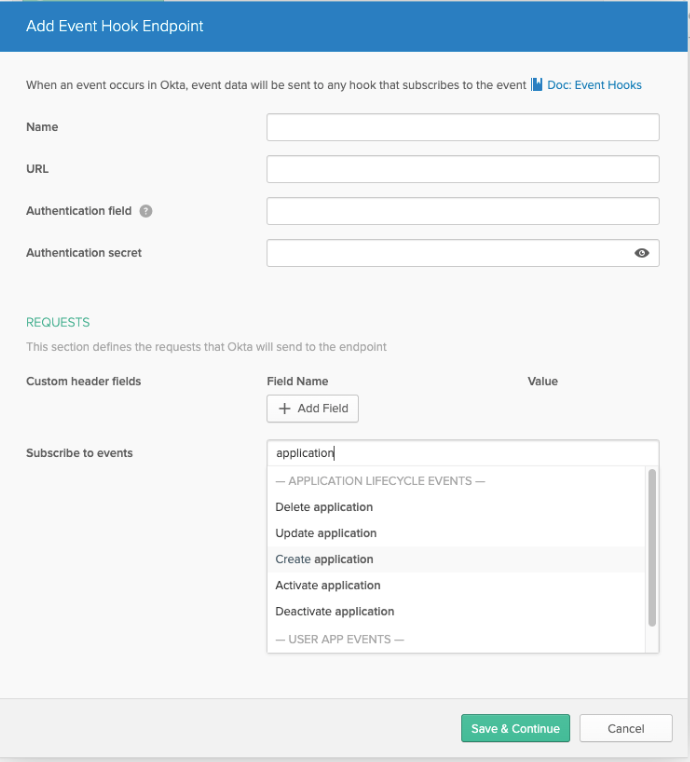 Add Event Hook Endpoint
When an event occurs in Okta, event data will be sent to any hook that subscribes to the event Doc: Event Hooks
Name
URL
Authentication field ?
Authentication secret
REQUESTS
This section defines the requests that Okta will send to the endpoint
Custom header fields Field Name Value
+ Add Field
Subscribe to events application
— APPLICATION LIFECYCLE EVENTS —
Delete application
Update application
Create application
Activate application
Deactivate application
— USER APP EVENTS —
Save & Continue Cancel